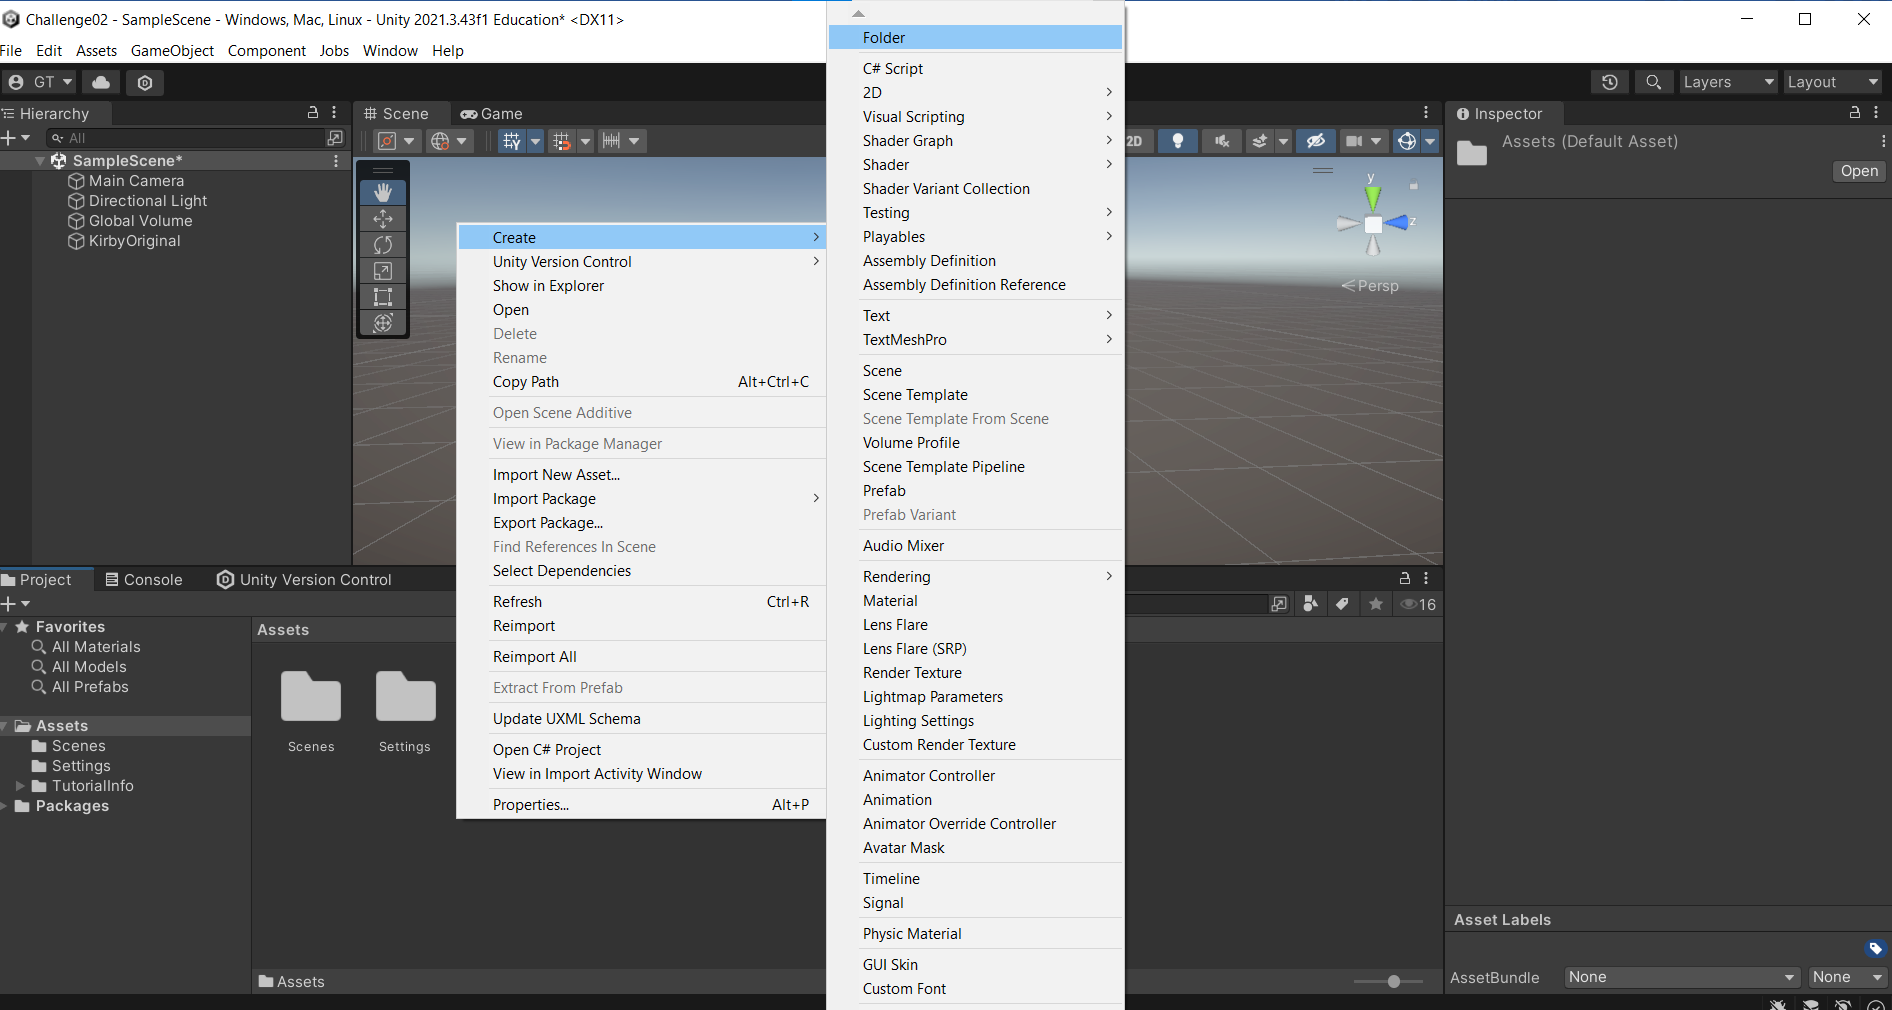 Challenge02 - SampleScene - Windows, Mac, Linux - Unity 2021.3.43f1 Education* <DX11>
File Edit Assets GameObject Component Jobs Window Help
GT
Layers
Layout
Hierarchy
All
SampleScene*
Main Camera
Directional Light
Global Volume
KirbyOriginal
Scene
Game
2D
y
z
Persp
Create
Unity Version Control
Show in Explorer
Open
Delete
Rename
Copy Path Alt+Ctrl+C
Open Scene Additive
View in Package Manager
Import New Asset...
Import Package
Export Package...
Find References In Scene
Select Dependencies
Refresh Ctrl+R
Reimport
Reimport All
Extract From Prefab
Update UXML Schema
Open C# Project
View in Import Activity Window
Properties... Alt+P
Folder
C# Script
2D
Visual Scripting
Shader Graph
Shader
Shader Variant Collection
Testing
Playables
Assembly Definition
Assembly Definition Reference
Text
TextMeshPro
Scene
Scene Template
Scene Template From Scene
Volume Profile
Scene Template Pipeline
Prefab
Prefab Variant
Audio Mixer
Rendering
Material
Lens Flare
Lens Flare (SRP)
Render Texture
Lightmap Parameters
Lighting Settings
Custom Render Texture
Animator Controller
Animation
Animator Override Controller
Avatar Mask
Timeline
Signal
Physic Material
GUI Skin
Custom Font
Inspector
Assets (Default Asset)
Open
Project
Console
Unity Version Control
16
Favorites
All Materials
All Models
All Prefabs
Assets
Scenes
Settings
TutorialInfo
Packages
Assets
Scenes
Settings
Assets
Asset Labels
AssetBundle
None
None